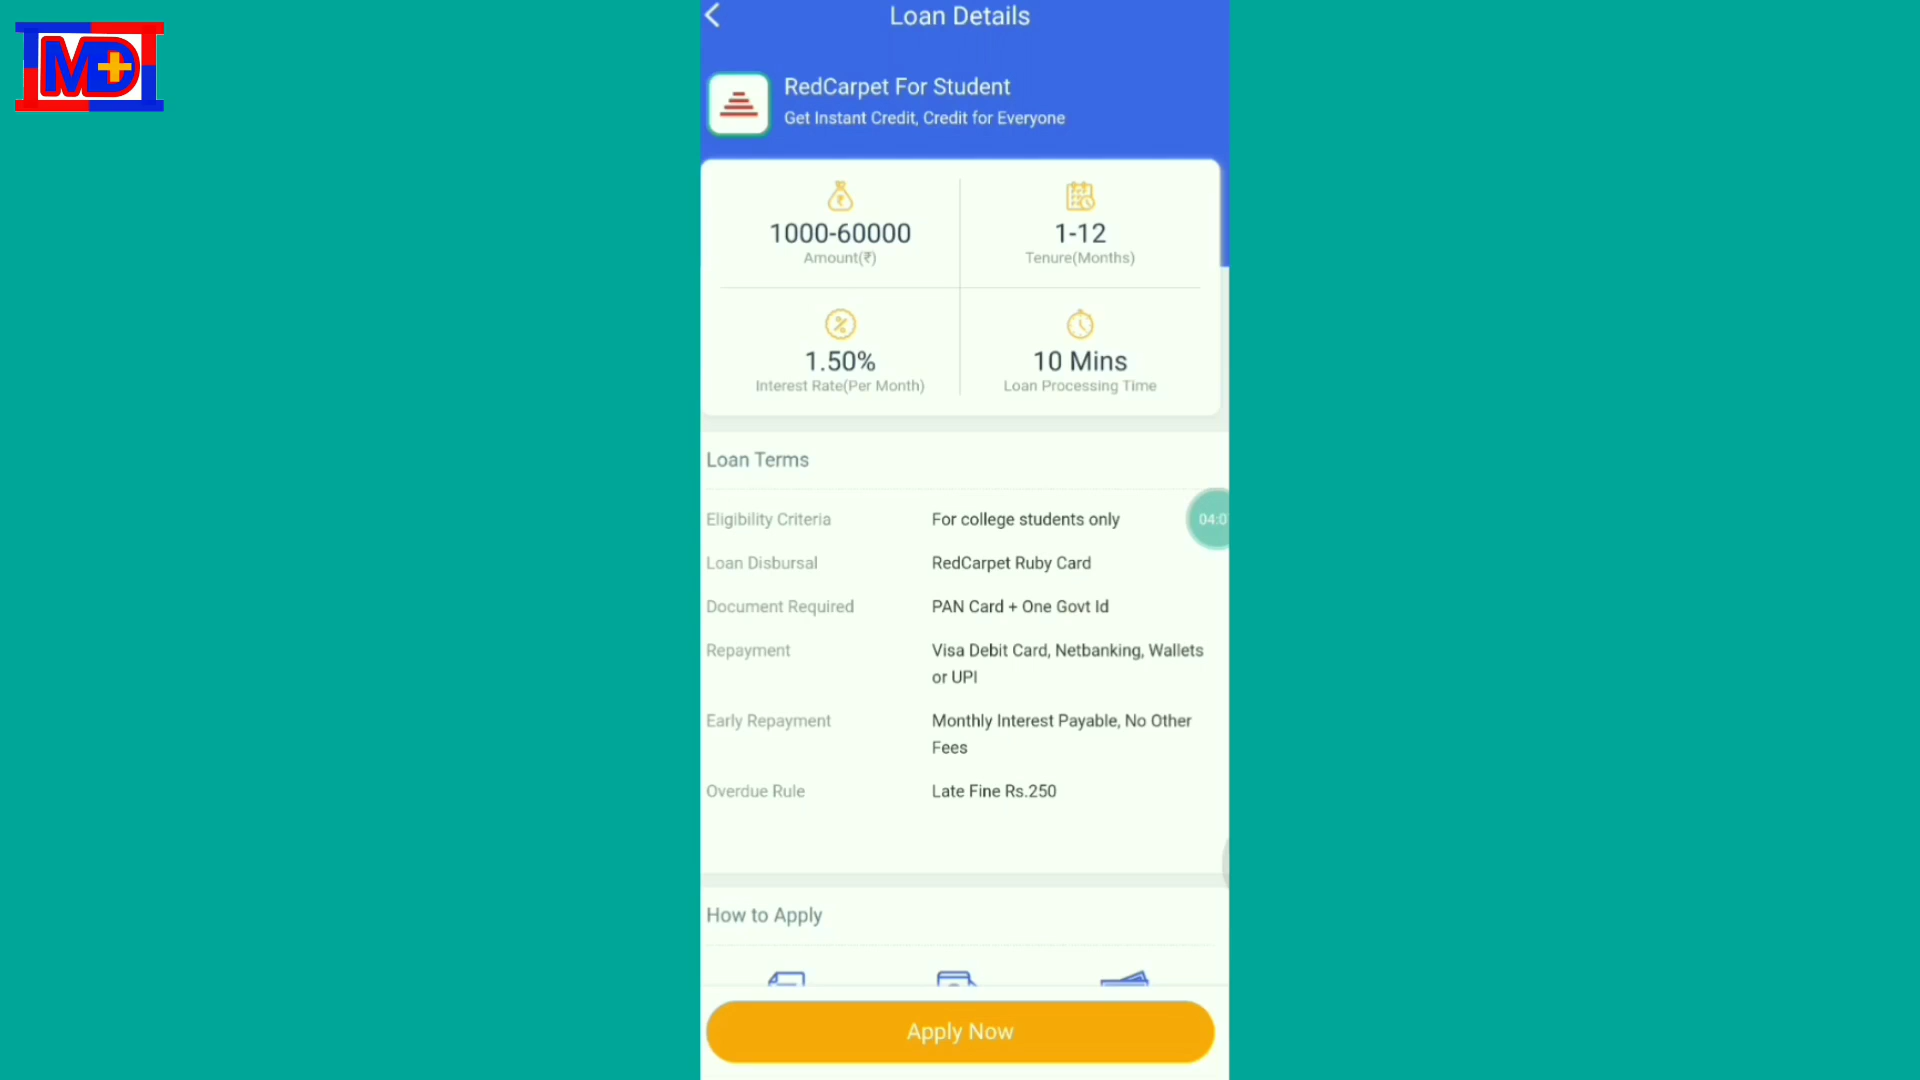 MD+
Loan Details
RedCarpet For Student
Get Instant Credit, Credit for Everyone
1000-60000
Amount(₹)
1-12
Tenure(Months)
1.50%
Interest Rate(Per Month)
10 Mins
Loan Processing Time
Loan Terms
Eligibility Criteria For college students only
04:0
Loan Disbursal RedCarpet Ruby Card
Document Required PAN Card + One Govt Id
Repayment Visa Debit Card, Netbanking, Wallets
or UPI
Early Repayment Monthly Interest Payable, No Other
Fees
Overdue Rule Late Fine Rs.250
How to Apply
Apply Now